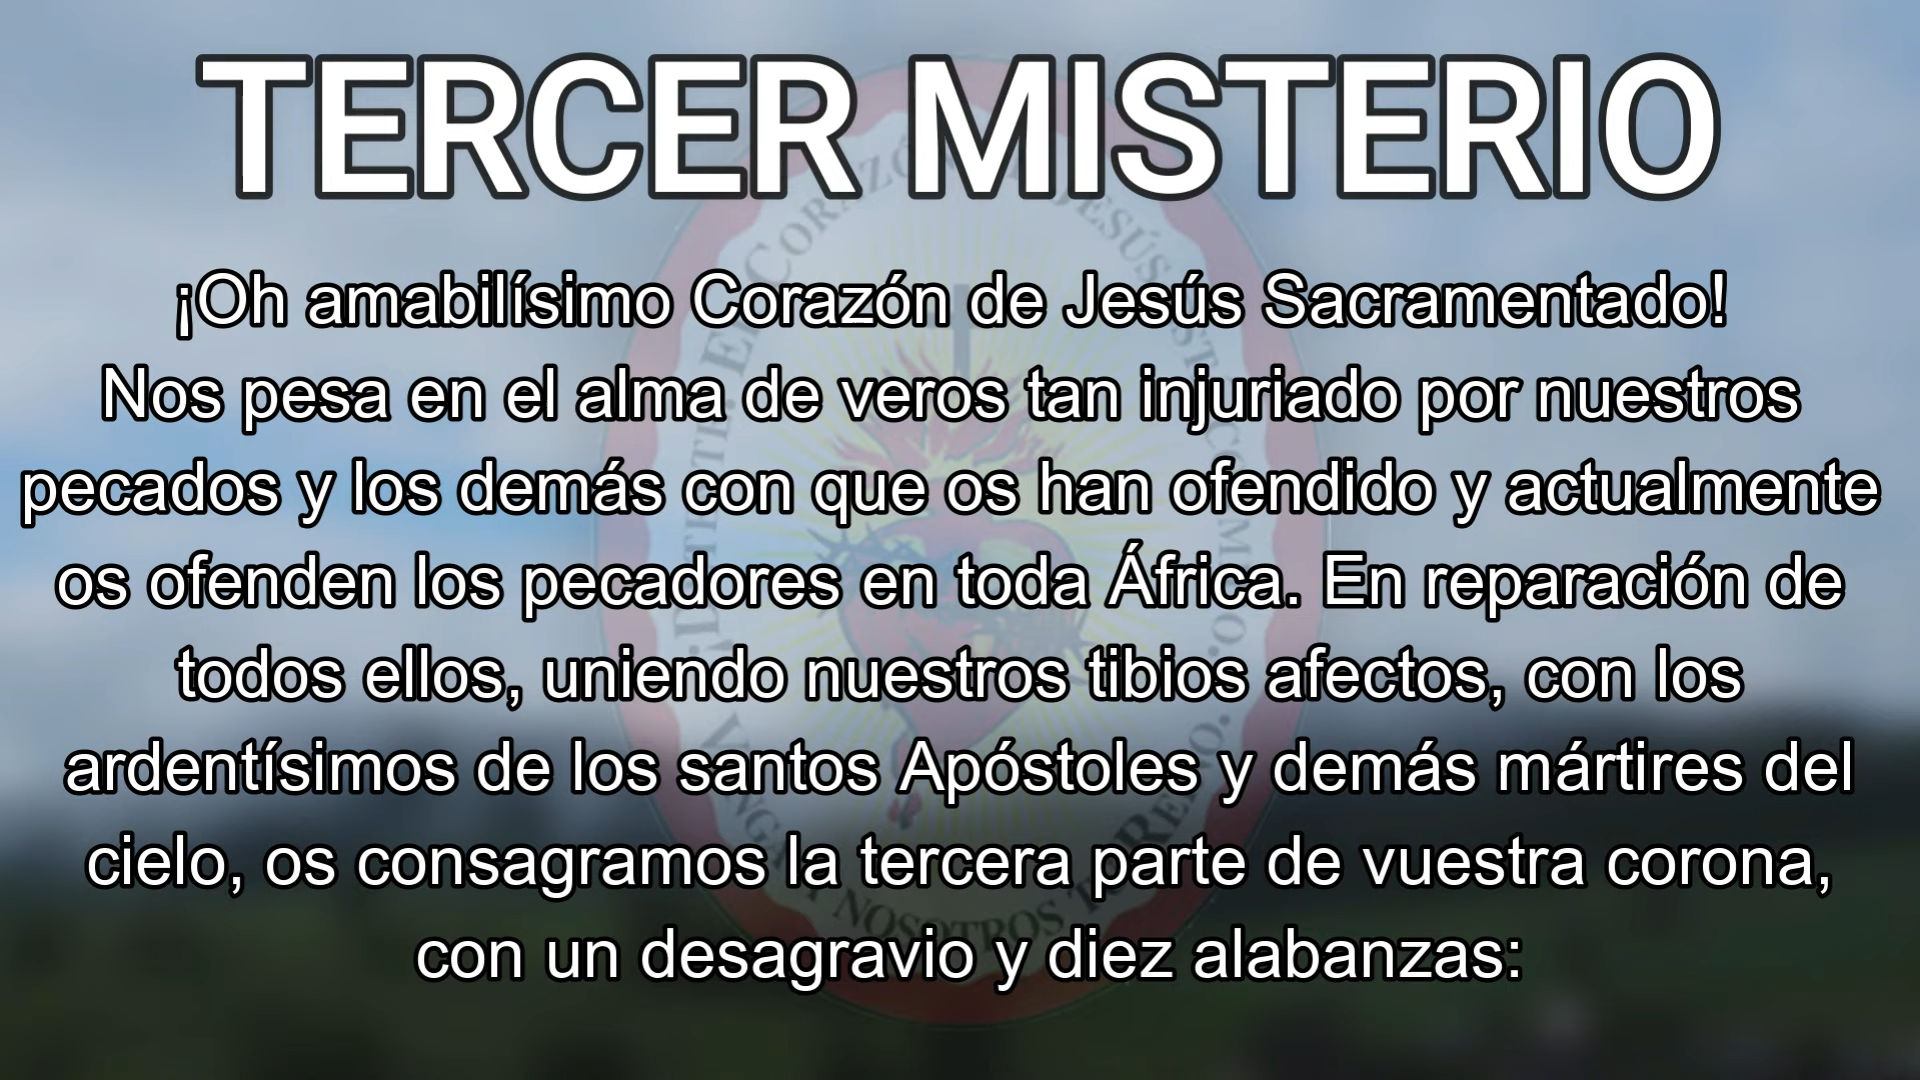 TERCER MISTERIO
¡Oh amabilísimo Corazón de Jesús Sacramentado!
Nos pesa en el alma de veros tan injuriado por nuestros
pecados y los demás con que os han ofendido y actualmente
os ofenden los pecadores en toda África. En reparación de
todos ellos, uniendo nuestros tibios afectos, con los
ardentísimos de los santos Apóstoles y demás mártires del
cielo, os consagramos la tercera parte de vuestra corona,
con un desagravio y diez alabanzas: